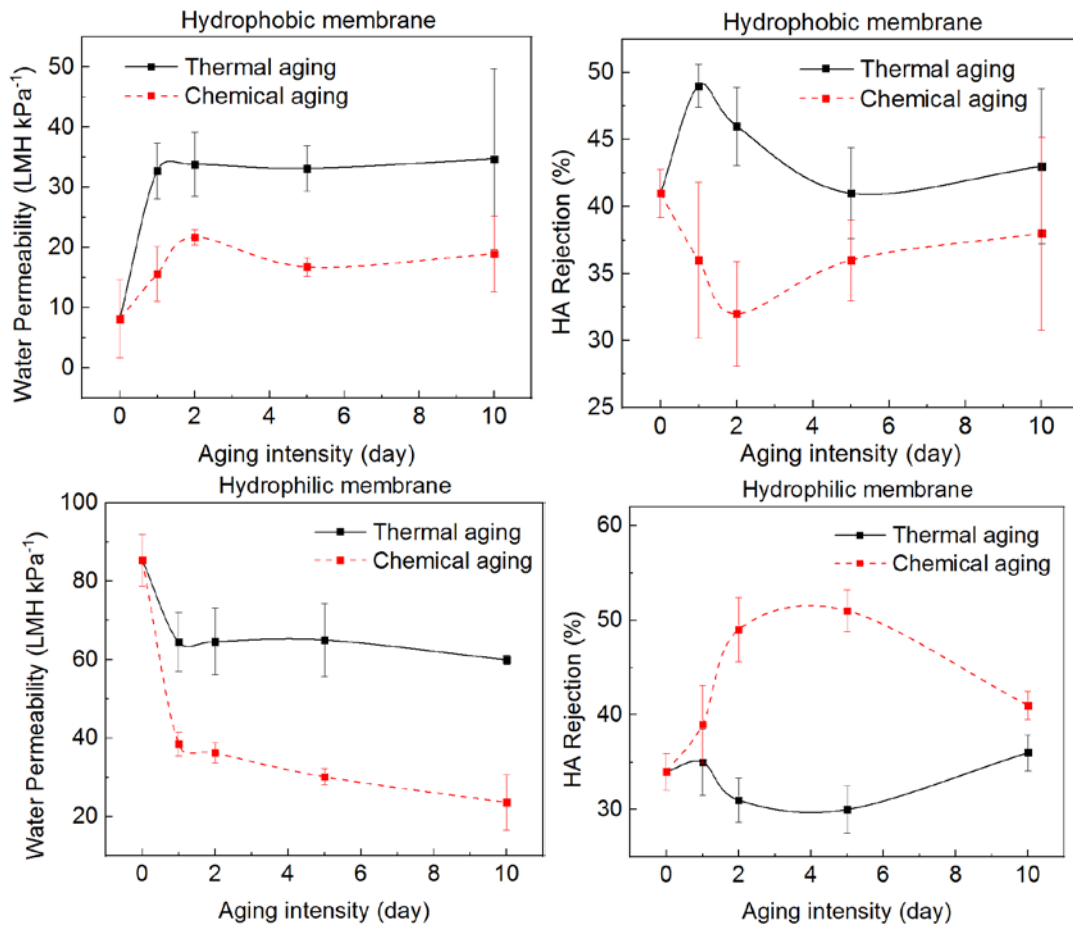 Hydrophobic membrane
Thermal aging
Chemical aging
Water Permeability (LMH kPa⁻¹)
50
40
30
20
10
0
0 2 4 6 8 10
Aging intensity (day)
Hydrophobic membrane
Thermal aging
Chemical aging
HA Rejection (%)
50
45
40
35
30
25
0 2 4 6 8 10
Aging intensity (day)
Hydrophilic membrane
Thermal aging
Chemical aging
Water Permeability (LMH kPa⁻¹)
100
80
60
40
20
0 2 4 6 8 10
Aging intensity (day)
Hydrophilic membrane
Thermal aging
Chemical aging
HA Rejection (%)
60
50
40
30
0 2 4 6 8 10
Aging intensity (day)